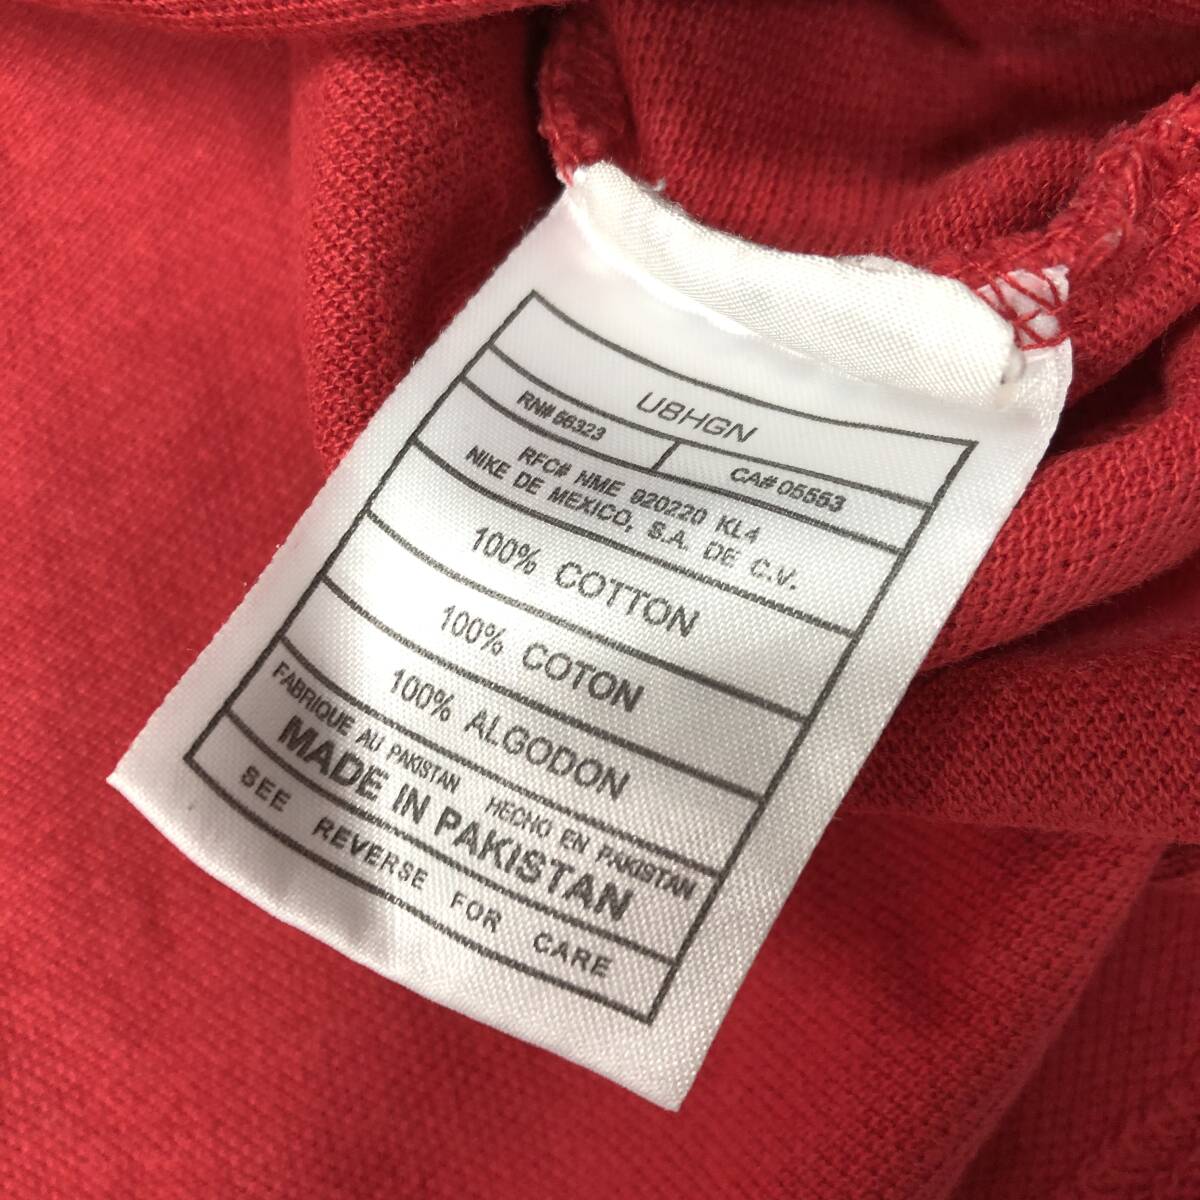 U8HGN
RN# 56323 CA# 05553
RFC# NME 920220 KL4
NIKE DE MEXICO, S.A. DE C.V.
100% COTTON
100% COTON
100% ALGODON
FABRIQUE AU PAKISTAN HECHO EN PAKISTAN
MADE IN PAKISTAN
SEE REVERSE FOR CARE